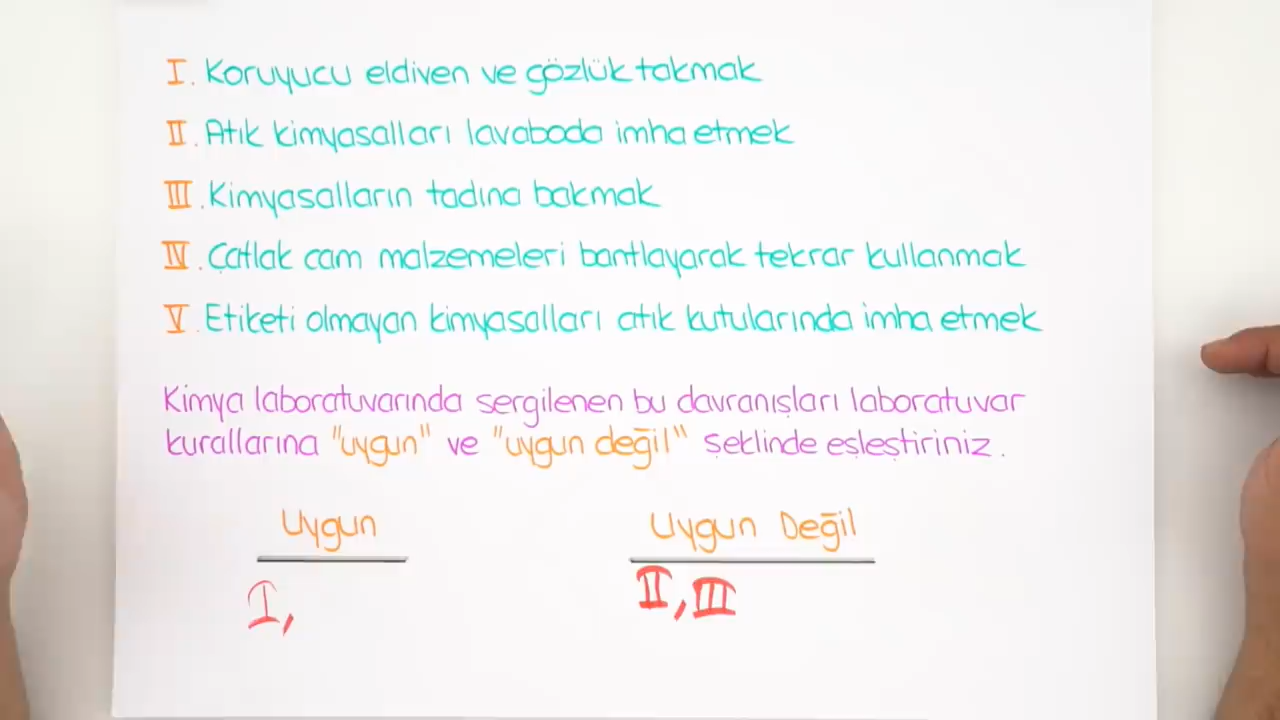 I. Koruyucu eldiven ve gözlük takmak
II. Atık kimyasalları lavaboda imha etmek
III. Kimyasalların tadına bakmak
IV. Çatlak cam malzemeleri bantlayarak tekrar kullanmak
V. Etiketi olmayan kimyasalları atık kutularında imha etmek
Kimya laboratuvarında sergilenen bu davranışları laboratuvar
kurallarına "uygun" ve "uygun değil" şeklinde eşleştiriniz.
Uygun Uygun Değil
I, II, III